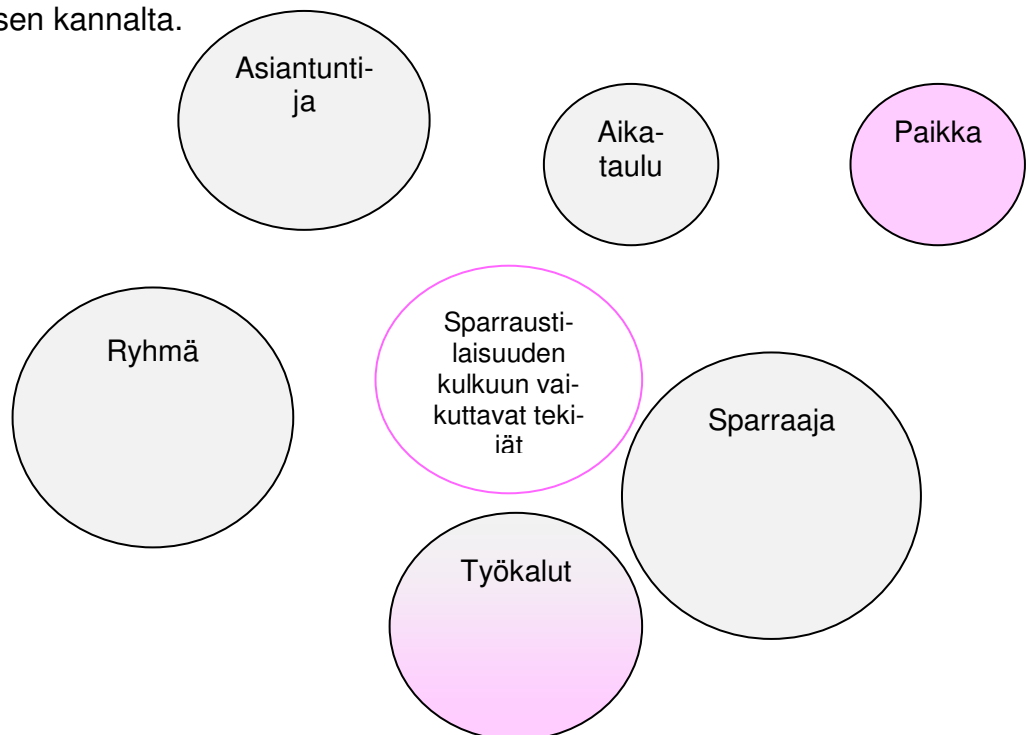 sen kannalta.
Asiantunti-
ja
Aika-
taulu
Paikka
Ryhmä
Sparrausti-
laisuuden
kulkuun vai-
kuttavat teki-
jät
Sparraaja
Työkalut